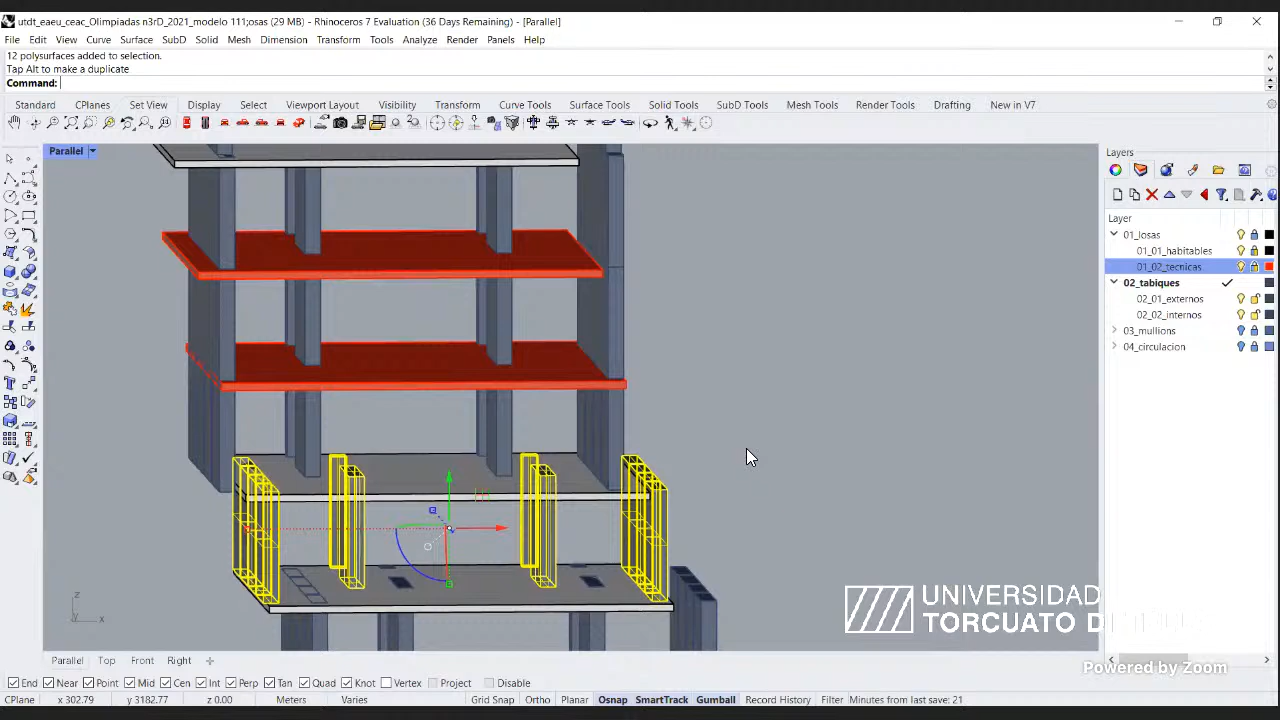 utdt_eaeu_ceac_Olimpiadas n3rD_2021_modelo 111;osas (29 MB) - Rhinoceros 7 Evaluation (36 Days Remaining) - [Parallel]
File Edit View Curve Surface SubD Solid Mesh Dimension Transform Tools Analyze Render Panels Help
12 polysurfaces added to selection.
Tap Alt to make a duplicate
Command:
Standard CPlanes Set View Display Select Viewport Layout Visibility Transform Curve Tools Surface Tools Solid Tools SubD Tools Mesh Tools Render Tools Drafting New in V7
Parallel
Layers
Layer
01_losas
01_01_habitables
01_02_tecnicas
02_tabiques
02_01_externos
02_02_internos
03_mullions
04_circulacion
z
y
x
UNIVERSIDAD
TORCUATO DI TELLA
Powered by Zoom
Parallel Top Front Right
End Near Point Mid Cen Int Perp Tan Quad Knot Vertex Project Disable
CPlane x 302.79 y 3182.77 z 0.00 Meters Varies Grid Snap Ortho Planar Osnap SmartTrack Gumball Record History Filter Minutes from last save: 21